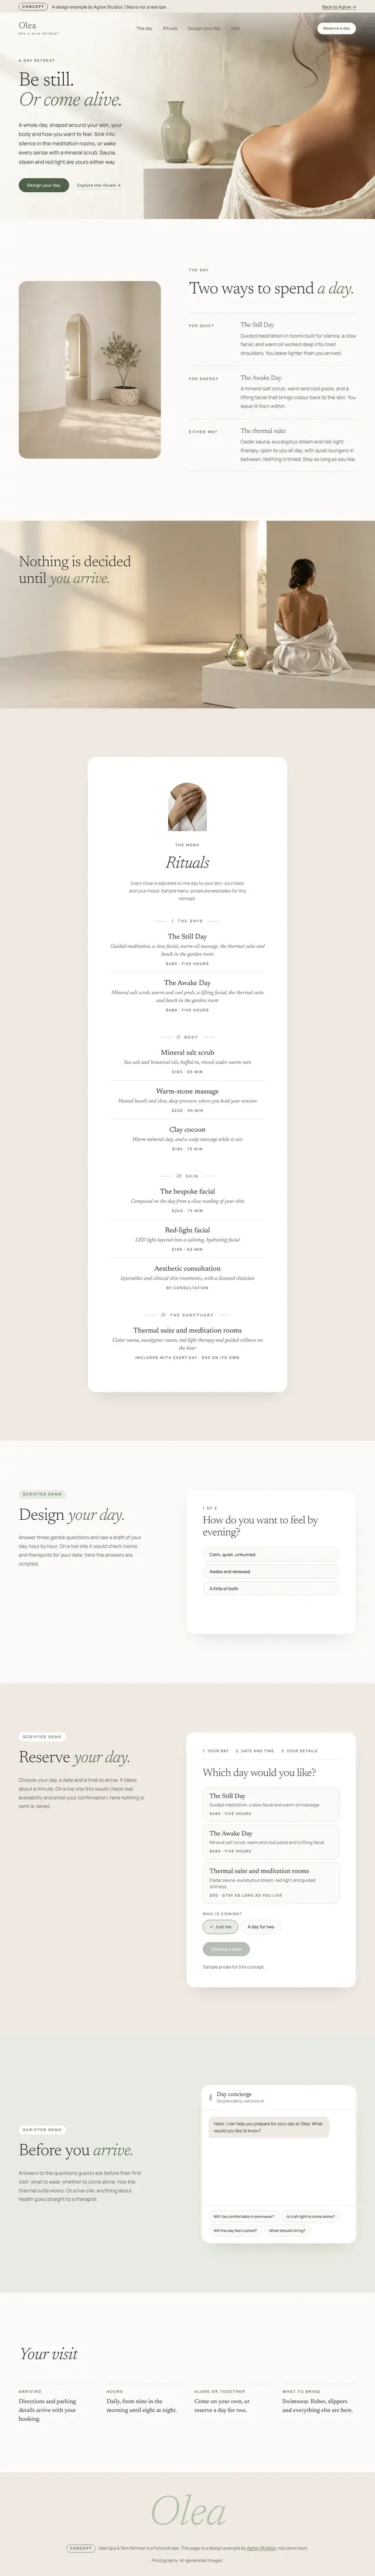 CONCEPT A design example by Aglow Studios. Olea is not a real spa. Back to Aglow →
Olea
SPA & SKIN RETREAT
The day Rituals Design your day Visit
Reserve a day
A DAY RETREAT
Be still.
Or come alive.
A whole day, shaped around your skin, your
body and how you want to feel. Sink into
silence in the meditation rooms, or wake
every sense with a mineral scrub. Sauna,
steam and red light are yours either way.
Design your day Explore the rituals →
THE DAY
Two ways to spend a day.
FOR QUIET
The Still Day
Guided meditation in rooms built for silence, a slow
facial, and warm oil worked deep into tired
shoulders. You leave lighter than you arrived.
FOR ENERGY
The Awake Day
A mineral salt scrub, warm and cool pools, and a
lifting facial that brings colour back to the skin. You
leave lit from within.
EITHER WAY
The thermal suite
Cedar sauna, eucalyptus steam and red-light
therapy, open to you all day, with quiet loungers in
between. Nothing is timed. Stay as long as you like.
Nothing is decided
until you arrive.
THE MENU
Rituals
Every ritual is adjusted on the day to your skin, your body
and your mood. Sample menu: prices are examples for this
concept.
/ THE DAYS
The Still Day
Guided meditation, a slow facial, warm-oil massage, the thermal suite and
lunch in the garden room
$480 · FIVE HOURS
The Awake Day
Mineral salt scrub, warm and cool pools, a lifting facial, the thermal suite
and lunch in the garden room
$480 · FIVE HOURS
// BODY
Mineral salt scrub
Sea salt and botanical oils, buffed in, rinsed under warm rain
$165 · 60 MIN
Warm-stone massage
Heated basalt and slow, deep pressure where you hold your tension
$220 · 90 MIN
Clay cocoon
Warm mineral clay, and a scalp massage while it sets
$185 · 75 MIN
/// SKIN
The bespoke facial
Composed on the day from a close reading of your skin
$240 · 75 MIN
Red-light facial
LED light layered into a calming, hydrating facial
$195 · 60 MIN
Aesthetic consultation
Injectables and clinical skin treatments, with a licensed clinician
BY CONSULTATION
THE SANCTUARY
Thermal suite and meditation rooms
Cedar sauna, eucalyptus steam, red-light therapy and guided stillness on
the hour
INCLUDED WITH EVERY DAY · $90 ON ITS OWN
SCRIPTED DEMO
Design your day.
Answer three gentle questions and see a draft of your
day, hour by hour. On a live site it would check rooms
and therapists for your date; here the answers are
scripted.
1 OF 3
How do you want to feel by
evening?
Calm, quiet, unhurried
Awake and renewed
A little of both
SCRIPTED DEMO
Reserve your day.
Choose your day, a date and a time to arrive. It takes
about a minute. On a live site this would check real
availability and email your confirmation; here nothing is
sent or saved.
1. YOUR DAY 2. DATE AND TIME 3. YOUR DETAILS
Which day would you like?
The Still Day
Guided meditation, a slow facial and warm oil massage
$480 · FIVE HOURS
The Awake Day
Mineral salt scrub, warm and cool pools and a lifting facial
$480 · FIVE HOURS
Thermal suite and meditation rooms
Cedar sauna, eucalyptus steam, red light and guided
stillness
$90 · STAY AS LONG AS YOU LIKE
WHO IS COMING?
✓ Just me A day for two
Choose a date
Sample prices for this concept.
SCRIPTED DEMO
Before you arrive.
Answers to the questions guests ask before their first
visit: what to wear, whether to come alone, how the
thermal suite works. On a live site, anything about
health goes straight to a therapist.
Day concierge
Scripted demo, not a live AI
Hello. I can help you prepare for your day at Olea. What
would you like to know?
Will I be comfortable in swimwear? Is it all right to come alone?
Will the day feel rushed? What should I bring?
Your visit
ARRIVING
Directions and parking
details arrive with your
booking.
HOURS
Daily, from nine in the
morning until eight at night.
ALONE OR TOGETHER
Come on your own, or
reserve a day for two.
WHAT TO BRING
Swimwear. Robes, slippers
and everything else are here.
Olea
CONCEPT Olea Spa & Skin Retreat is a fictional spa. This page is a design example by Aglow Studios, not client work.
Photography: AI-generated images.